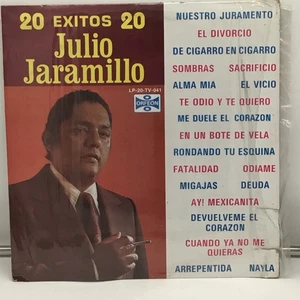 20 EXITOS 20
Julio Jaramillo
LP-20-TV-041
ORFEON
NUESTRO JURAMENTO
EL DIVORCIO
DE CIGARRO EN CIGARRO
SOMBRAS SACRIFICIO
ALMA MIA EL VICIO
TE ODIO Y TE QUIERO
ME DUELE EL CORAZON
EN UN BOTE DE VELA
RONDANDO TU ESQUINA
FATALIDAD ODIAME
MIGAJAS DEUDA
AY! MEXICANITA
DEVUELVEME EL
CORAZON
CUANDO YA NO ME
QUIERAS
ARREPENTIDA NAYLA